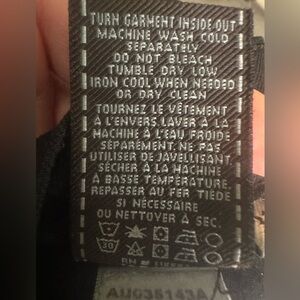 TURN GARMENT INSIDE OUT
MACHINE WASH COLD
SEPARATELY
DO NOT BLEACH
TUMBLE DRY LOW
IRON COOL WHEN NEEDED
OR DRY CLEAN
TOURNEZ LE VÊTEMENT
À L'ENVERS. LAVER À LA
MACHINE À L'EAU FROIDE
SÉPARÉMENT. NE PAS
UTILISER DE JAVELLISANT.
SÉCHER À LA MACHINE
À BASSE TEMPÉRATURE.
REPASSER AU FER TIÈDE
SI NÉCESSAIRE
OU NETTOYER À SEC.
30
RN #